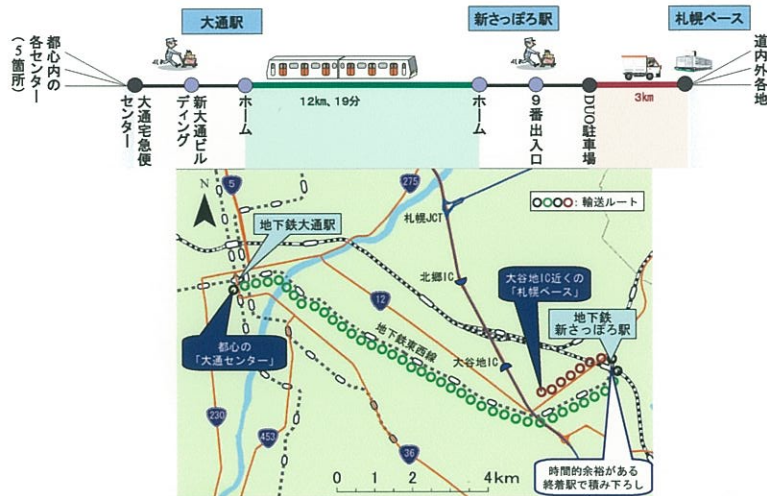 大通駅
新さっぽろ駅
札幌ベース
都心内の
各センター
(5箇所)
大通宅急便
センター
新大通ビル
ディング
ホーム
12km、19分
ホーム
9番出入口
DUO駐車場
3km
道内外各地
N
5
275
札幌JCT
○○○○:輸送ルート
地下鉄大通駅
北郷IC
大谷地IC近くの
「札幌ベース」
12
地下鉄
新さっぽろ駅
都心の
「大通センター」
地下鉄東西線
大谷地IC
230
453
36
時間的余裕がある
終着駅で積み下ろし
0 1 2 4km